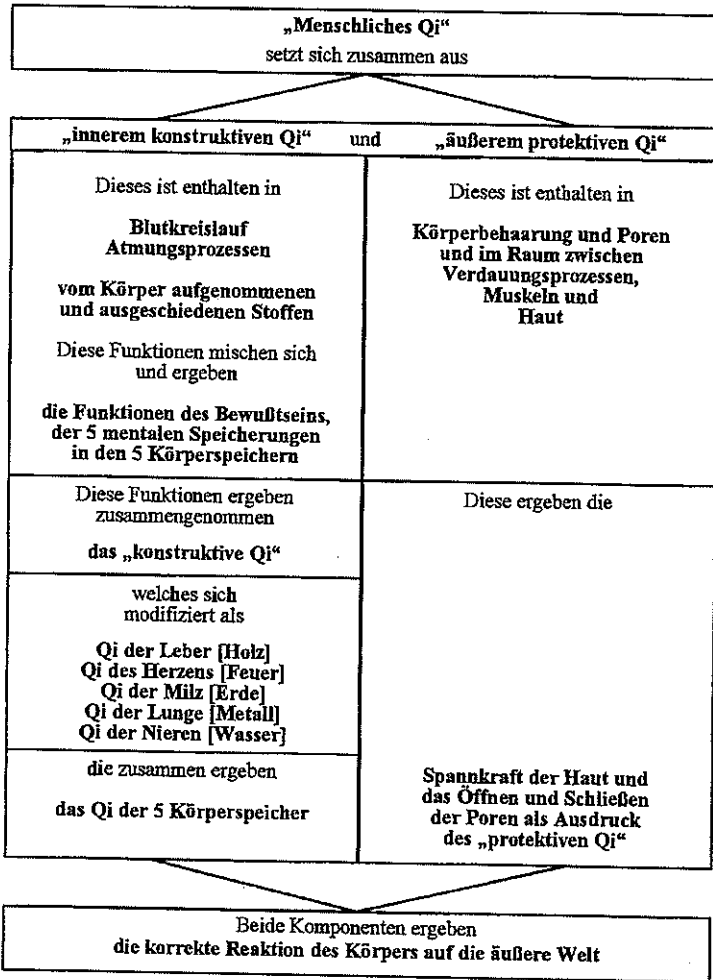 „Menschliches Qi“
setzt sich zusammen aus
„innerem konstruktiven Qi“ und „äußerem protektiven Qi“
Dieses ist enthalten in
Blutkreislauf
Atmungsprozessen
vom Körper aufgenommenen
und ausgeschiedenen Stoffen
Diese Funktionen mischen sich
und ergeben
die Funktionen des Bewußtseins,
der 5 mentalen Speicherungen
in den 5 Körperspeichern
Dieses ist enthalten in
Körperbehaarung und Poren
und im Raum zwischen
Verdauungsprozessen,
Muskeln und
Haut
Diese Funktionen ergeben
zusammengenommen
das „konstruktive Qi“
welches sich
modifiziert als
Qi der Leber [Holz]
Qi des Herzens [Feuer]
Qi der Milz [Erde]
Qi der Lunge [Metall]
Qi der Nieren [Wasser]
die zusammen ergeben
das Qi der 5 Körperspeicher
Diese ergeben die
Spannkraft der Haut und
das Öffnen und Schließen
der Poren als Ausdruck
des „protektiven Qi“
Beide Komponenten ergeben
die korrekte Reaktion des Körpers auf die äußere Welt